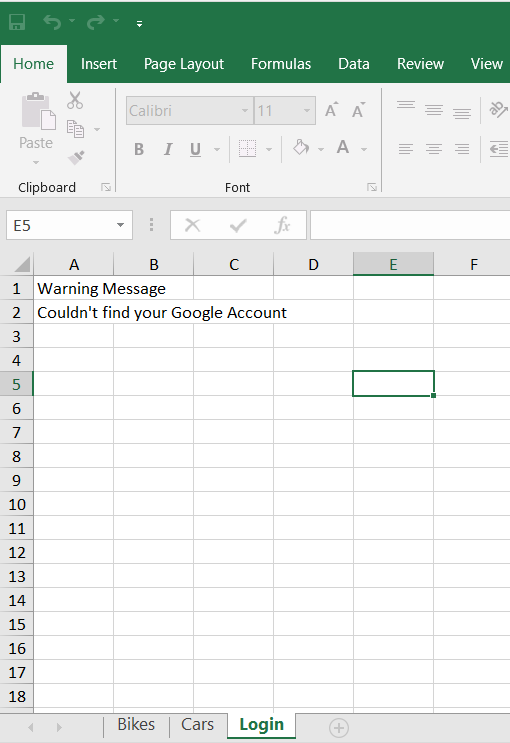 Home Insert Page Layout Formulas Data Review View
Calibri 11
Paste
B I U A
Clipboard Font
E5 fx
A B C D E F
1 Warning Message
2 Couldn't find your Google Account
3
4
5
6
7
8
9
10
11
12
13
14
15
16
17
18
Bikes Cars Login